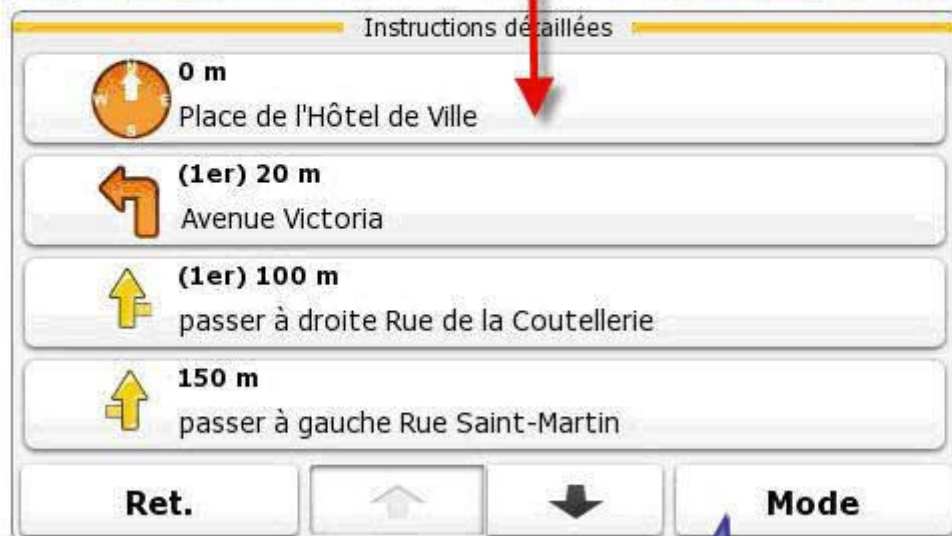 Instructions détaillées
0 m
Place de l'Hôtel de Ville
(1er) 20 m
Avenue Victoria
(1er) 100 m
passer à droite Rue de la Coutellerie
150 m
passer à gauche Rue Saint-Martin
Ret.
Mode